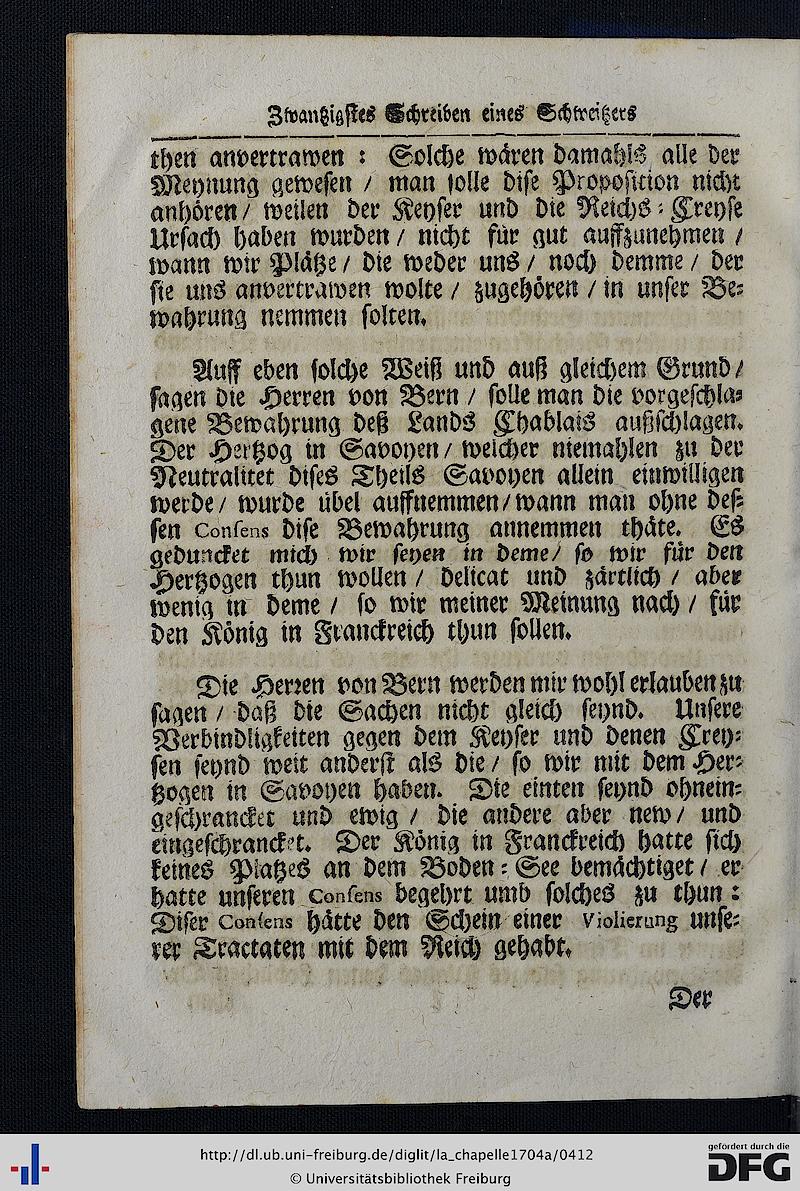 Zwantzigstes Schreiben eines Schweitzers
then anvertrawen : Solche wären damahls alle der
Meynung gewesen / man solle dise Proposition nicht
anhören / weilen der Keyser und die Reichs-Creyse
Ursach haben wurden / nicht für gut auffzunehmen /
wann wir Plätze / die weder uns / noch demme / der
sie uns anvertrawen wolte / zugehören / in unser Be-
wahrung nemmen solten.
Auff eben solche Weiß und auß gleichem Grund /
sagen die Herren von Bern / solle man die vorgeschla-
gene Bewahrung deß Lands Chablais außschlagen.
Der Hertzog in Savoyen / welcher niemahlen zu der
Neutralitet dises Theils Savoyen allein einwilligen
werde / wurde übel auffnemmen / wann man ohne des-
sen Consens dise Bewahrung annemmen thäte. Es
geduncket mich wir seyen in deme / so wir für den
Hertzogen thun wollen / delicat und zärtlich / aber
wenig in deme / so wir meiner Meinung nach / für
den König in Franckreich thun sollen.
Die Herren von Bern werden mir wohl erlauben zu
sagen / daß die Sachen nicht gleich seynd. Unsere
Verbindligkeiten gegen dem Keyser und denen Crey-
sen seynd weit anderst als die / so wir mit dem Her-
tzogen in Savoyen haben. Die einten seynd ohnein-
geschrancket und ewig / die andere aber new / und
eingeschrancket. Der König in Franckreich hatte sich
keines Platzes an dem Boden-See bemächtiget / er
hatte unseren Consens begehrt umb solches zu thun :
Diser Consens hätte den Schein einer Violierung unse-
rer Tractaten mit dem Reich gehabt.
Der
http://dl.ub.uni-freiburg.de/diglit/la_chapelle1704a/0412
© Universitätsbibliothek Freiburg
gefördert durch die
DFG